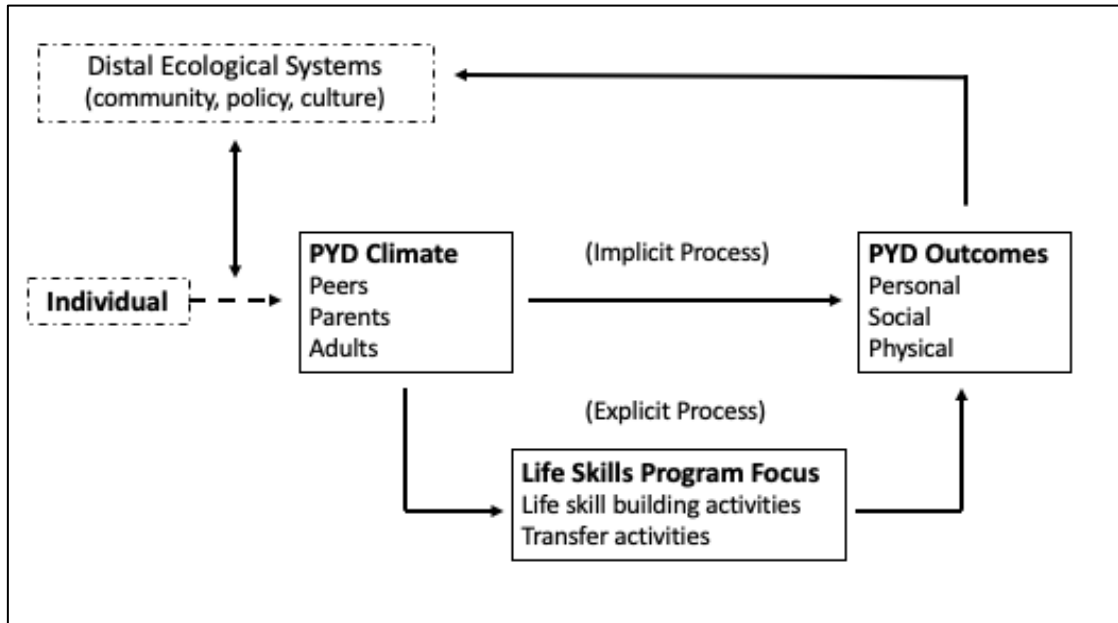 Distal Ecological Systems
(community, policy, culture)
Individual
PYD Climate
Peers
Parents
Adults
(Implicit Process)
PYD Outcomes
Personal
Social
Physical
(Explicit Process)
Life Skills Program Focus
Life skill building activities
Transfer activities